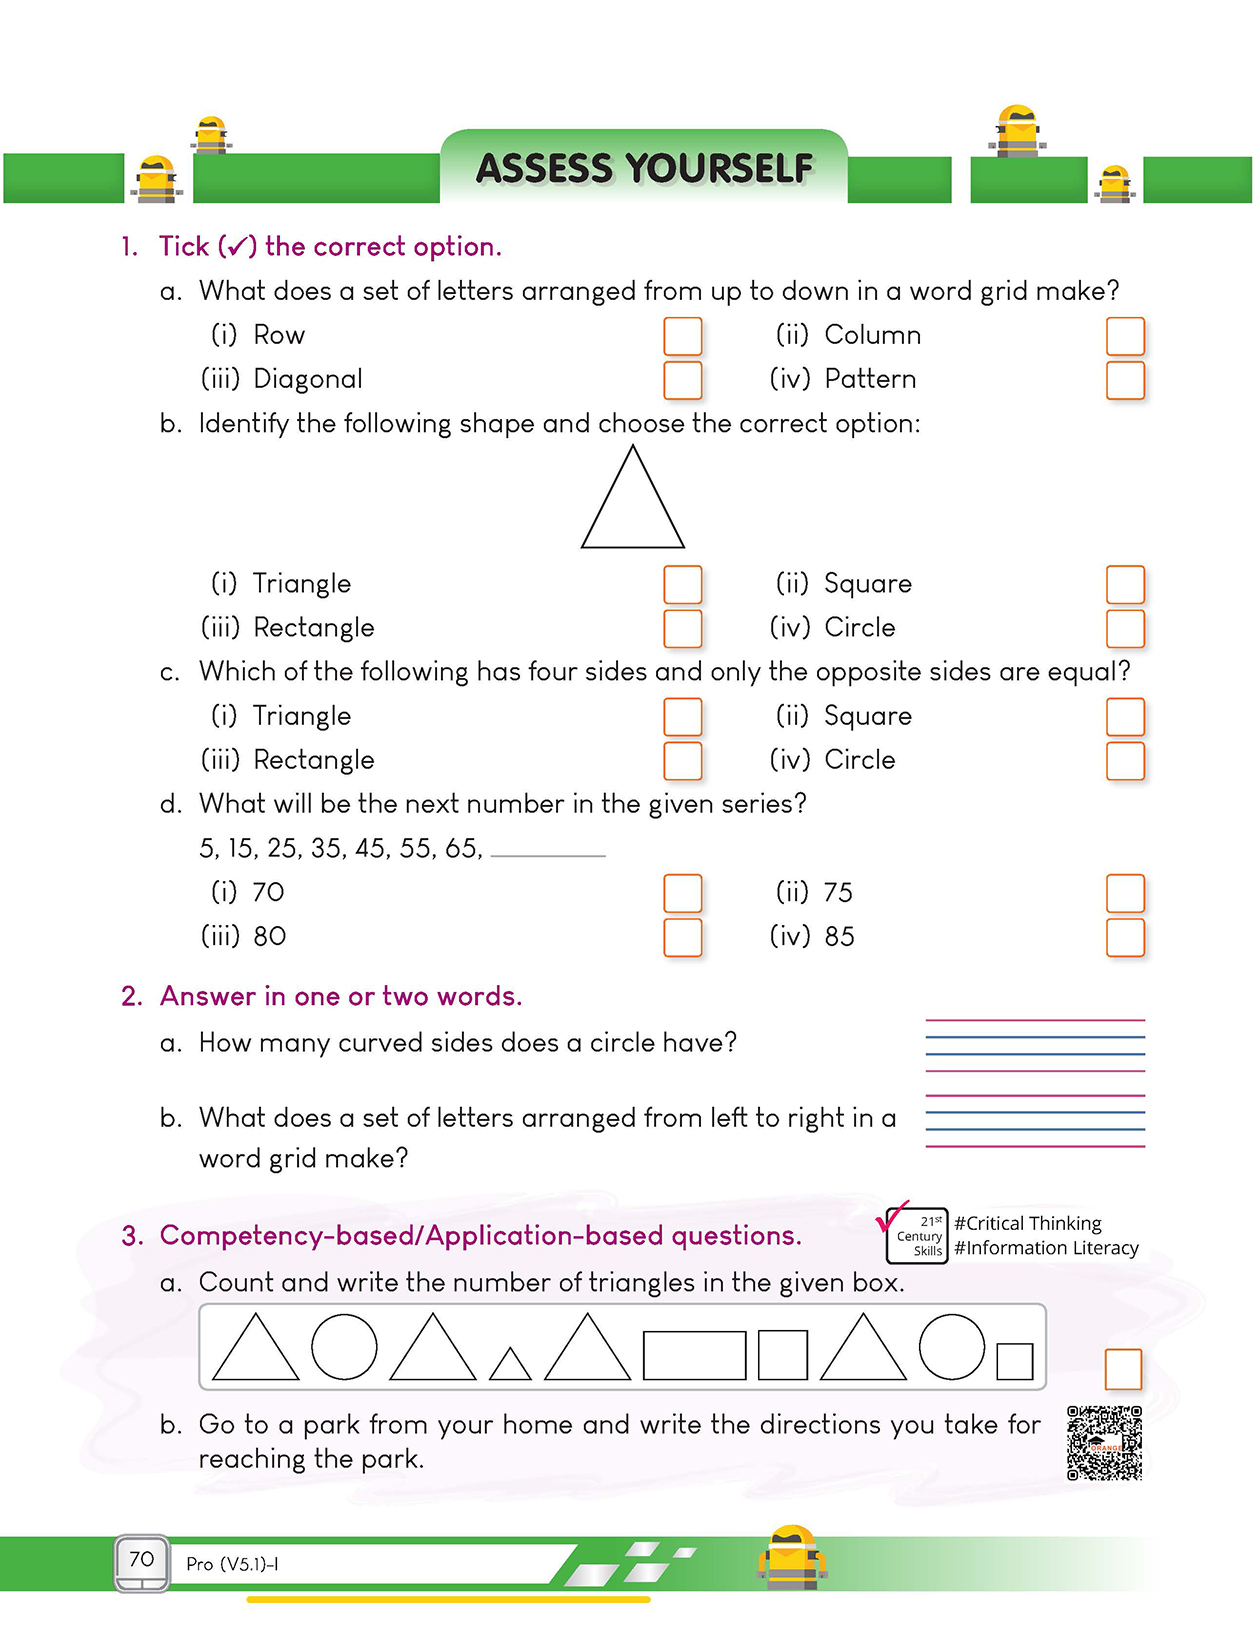 ASSESS YOURSELF
1. Tick (✓) the correct option.
a. What does a set of letters arranged from up to down in a word grid make?
(i) Row (ii) Column
(iii) Diagonal (iv) Pattern
b. Identify the following shape and choose the correct option:
(i) Triangle (ii) Square
(iii) Rectangle (iv) Circle
c. Which of the following has four sides and only the opposite sides are equal?
(i) Triangle (ii) Square
(iii) Rectangle (iv) Circle
d. What will be the next number in the given series?
5, 15, 25, 35, 45, 55, 65, ________
(i) 70 (ii) 75
(iii) 80 (iv) 85
2. Answer in one or two words.
a. How many curved sides does a circle have?
b. What does a set of letters arranged from left to right in a
word grid make?
3. Competency-based/Application-based questions.
21st
Century
Skills
#Critical Thinking
#Information Literacy
a. Count and write the number of triangles in the given box.
b. Go to a park from your home and write the directions you take for
reaching the park.
ORANGE
70 Pro (V5.1)-I